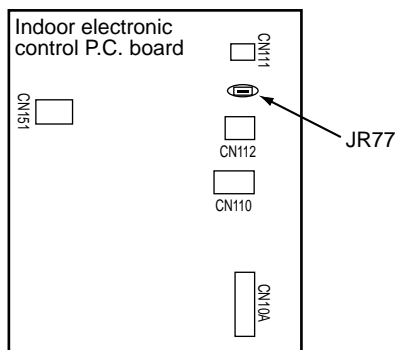 Indoor electronic
control P.C. board
CN111
CN151
JR77
CN112
CN110
CN10A